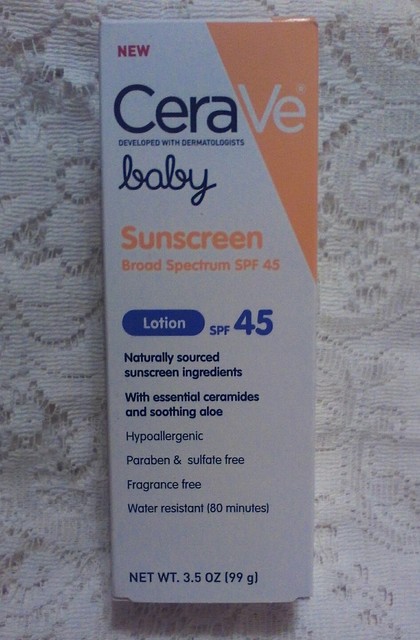 NEW
CeraVe®
DEVELOPED WITH DERMATOLOGISTS
baby
Sunscreen
Broad Spectrum SPF 45
Lotion SPF 45
Naturally sourced
sunscreen ingredients
With essential ceramides
and soothing aloe
Hypoallergenic
Paraben & sulfate free
Fragrance free
Water resistant (80 minutes)
NET WT. 3.5 OZ (99 g)